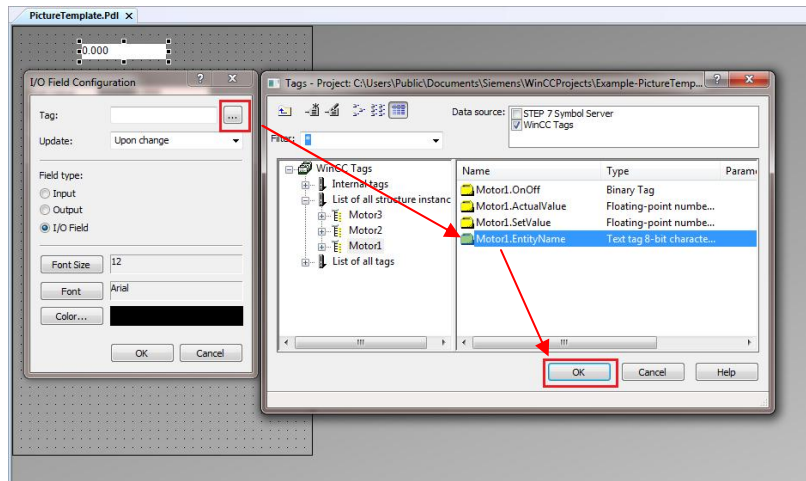 PictureTemplate.Pdl ×
0.000
I/O Field Configuration
Tag:
...
Update: Upon change
Field type:
Input
Output
I/O Field
Font Size 12
Font Arial
Color...
OK Cancel
Tags - Project: C:\Users\Public\Documents\Siemens\WinCCProjects\Example-PictureTemp...
Data source: STEP 7 Symbol Server
WinCC Tags
Filter:
WinCC Tags
Internal tags
List of all structure instanc
Motor3
Motor2
Motor1
List of all tags
Name Type Param
Motor1.OnOff Binary Tag
Motor1.ActualValue Floating-point numbe...
Motor1.SetValue Floating-point numbe...
Motor1.EntityName Text tag 8-bit characte...
OK Cancel Help